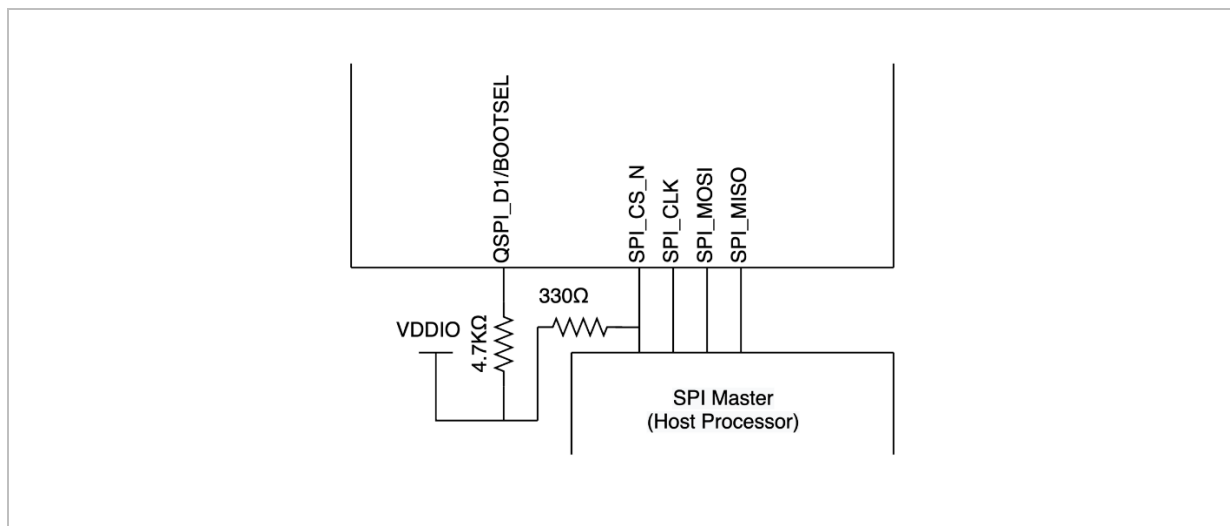 QSPI_D1/BOOTSEL
SPI_CS_N
SPI_CLK
SPI_MOSI
SPI_MISO
330Ω
VDDIO
4.7KΩ
SPI Master
(Host Processor)